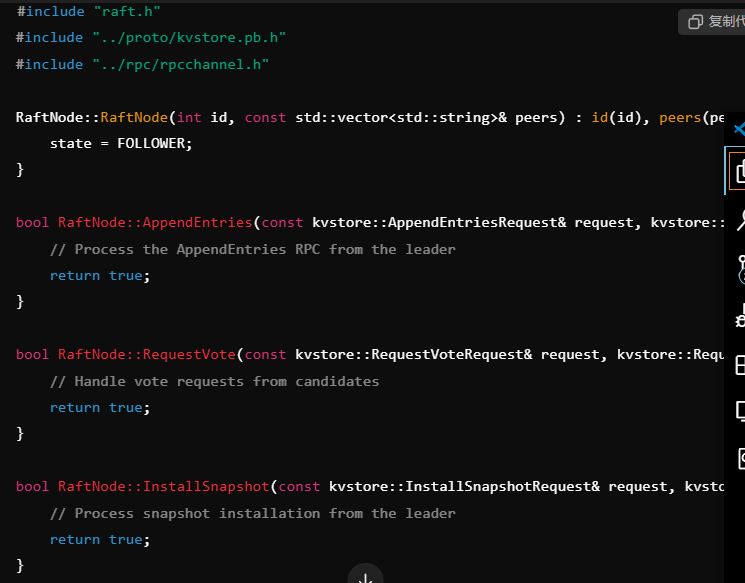 #include "raft.h"
#include "../proto/kvstore.pb.h"
#include "../rpc/rpcchannel.h"
复制代
RaftNode::RaftNode(int id, const std::vector<std::string>& peers) : id(id), peers(pe
    state = FOLLOWER;
}
bool RaftNode::AppendEntries(const kvstore::AppendEntriesRequest& request, kvstore::
    // Process the AppendEntries RPC from the leader
    return true;
}
bool RaftNode::RequestVote(const kvstore::RequestVoteRequest& request, kvstore::Requ
    // Handle vote requests from candidates
    return true;
}
bool RaftNode::InstallSnapshot(const kvstore::InstallSnapshotRequest& request, kvsto
    // Process snapshot installation from the leader
    return true;
}